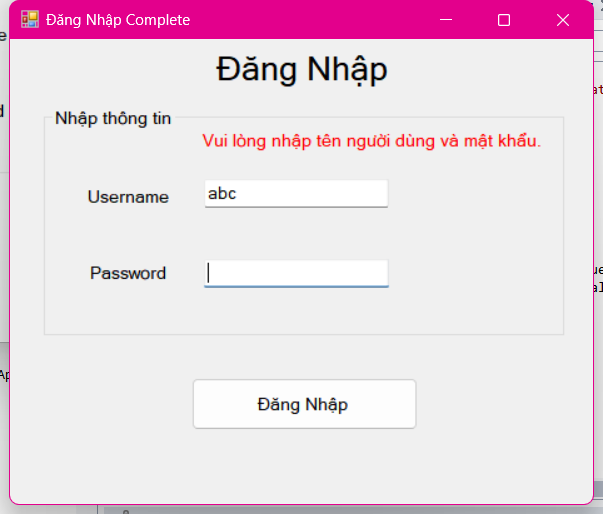 Đăng Nhập Complete
Đăng Nhập
Nhập thông tin
Vui lòng nhập tên người dùng và mật khẩu.
Username
abc
Password
Đăng Nhập